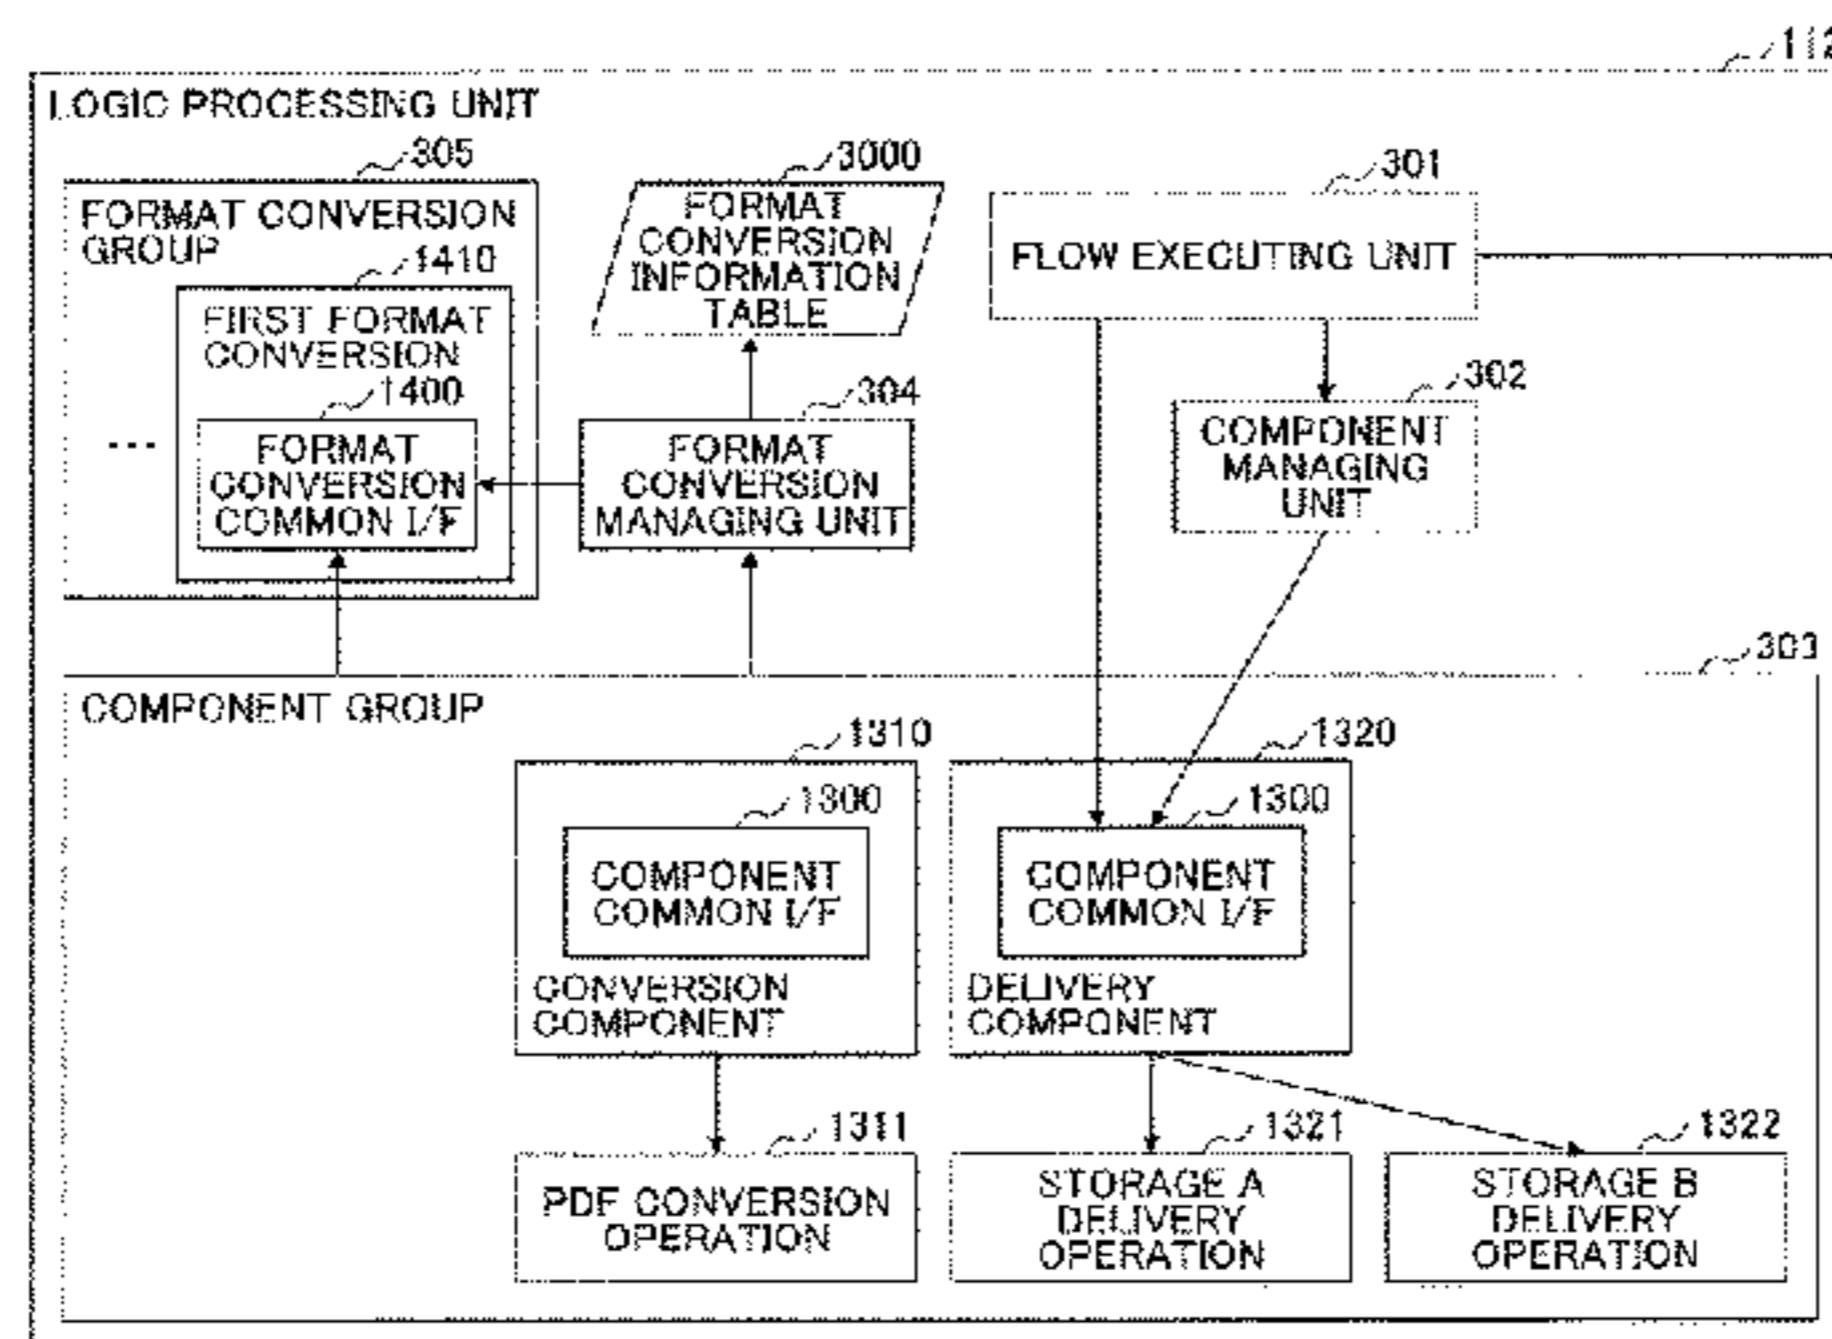 112
LOGIC PROCESSING UNIT
305
FORMAT CONVERSION
GROUP
1410
FIRST FORMAT
CONVERSION
1400
...
FORMAT
CONVERSION
COMMON I/F
3000
FORMAT
CONVERSION
INFORMATION
TABLE
304
FORMAT
CONVERSION
MANAGING UNIT
301
FLOW EXECUTING UNIT
302
COMPONENT
MANAGING
UNIT
303
COMPONENT GROUP
1310
1300
COMPONENT
COMMON I/F
CONVERSION
COMPONENT
1320
1300
COMPONENT
COMMON I/F
DELIVERY
COMPONENT
1311
PDF CONVERSION
OPERATION
1321
STORAGE A
DELIVERY
OPERATION
1322
STORAGE B
DELIVERY
OPERATION